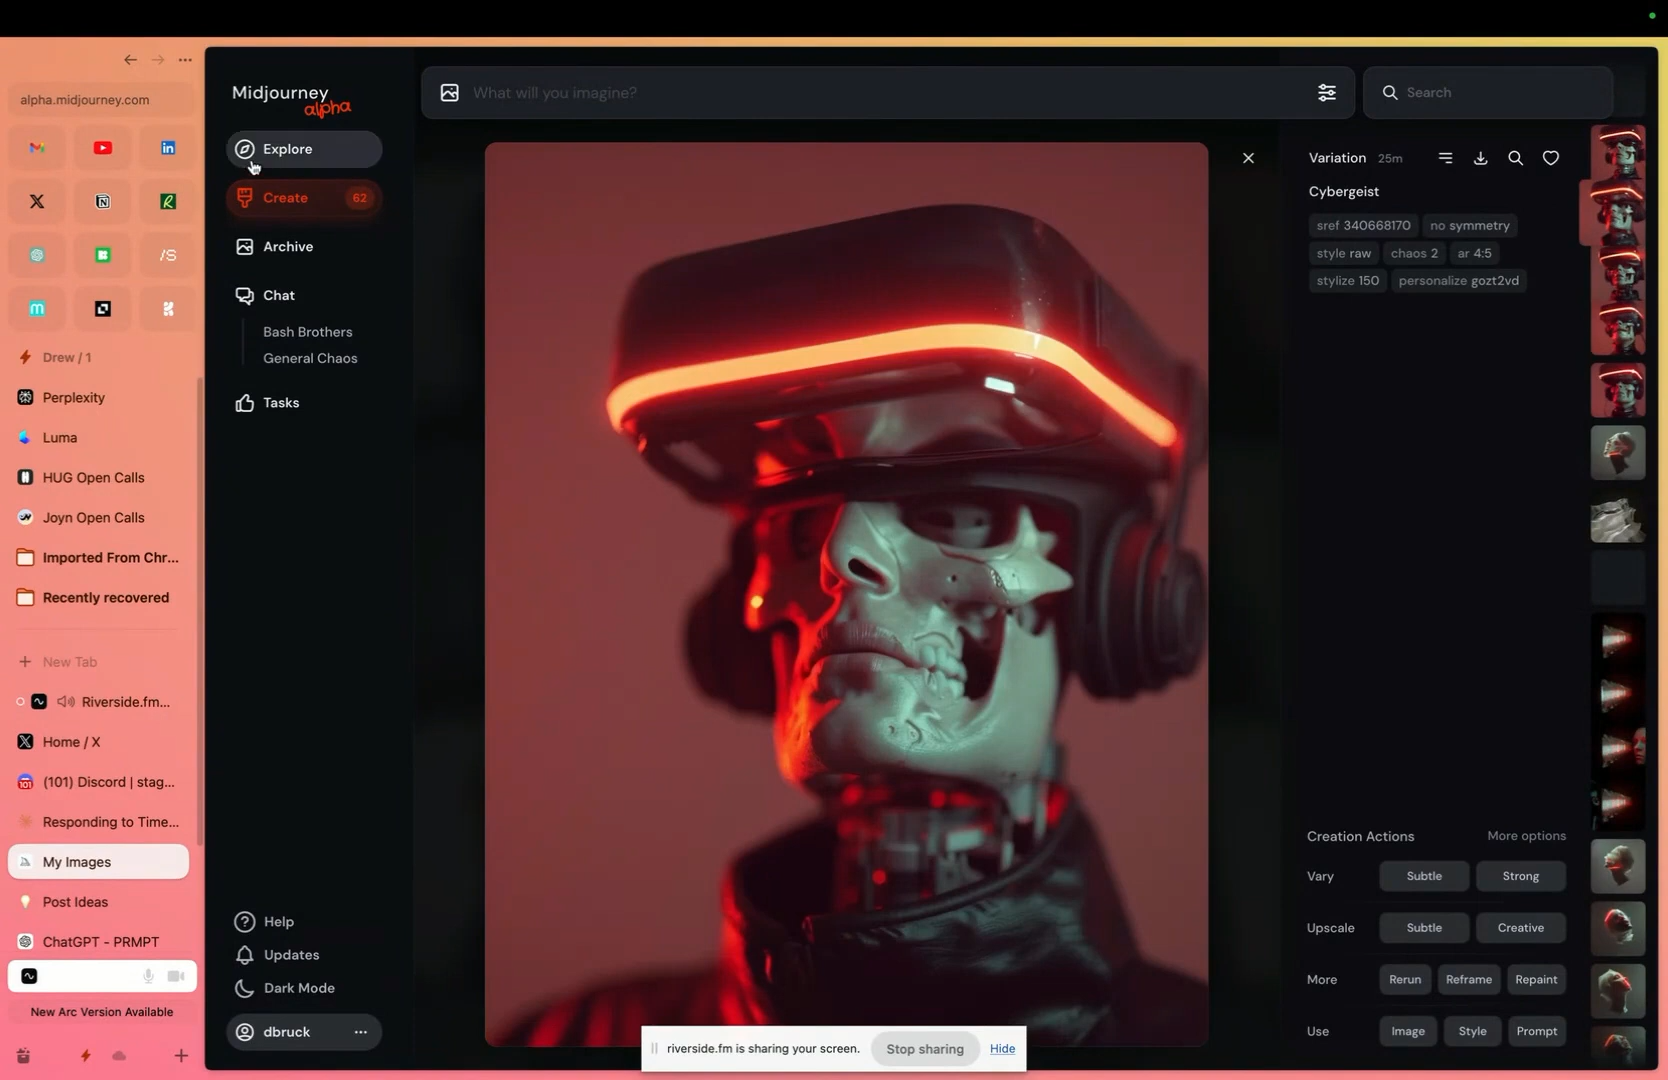 alpha.midjourney.com
Drew / 1
Perplexity
Luma
HUG Open Calls
Joyn Open Calls
Imported From Chr...
Recently recovered
New Tab
Riverside.fm...
Home / X
(101) Discord | stag...
Responding to Time...
My Images
Post Ideas
ChatGPT - PRMPT
New Arc Version Available
Midjourney
alpha
Explore
Create 62
Archive
Chat
Bash Brothers
General Chaos
Tasks
Help
Updates
Dark Mode
dbruck
What will you imagine?
Search
Variation 25m
Cybergeist
sref 340668170 no symmetry
style raw chaos 2 ar 4:5
stylize 150 personalize gozt2vd
Creation Actions More options
Vary Subtle Strong
Upscale Subtle Creative
More Rerun Reframe Repaint
Use Image Style Prompt
riverside.fm is sharing your screen. Stop sharing Hide